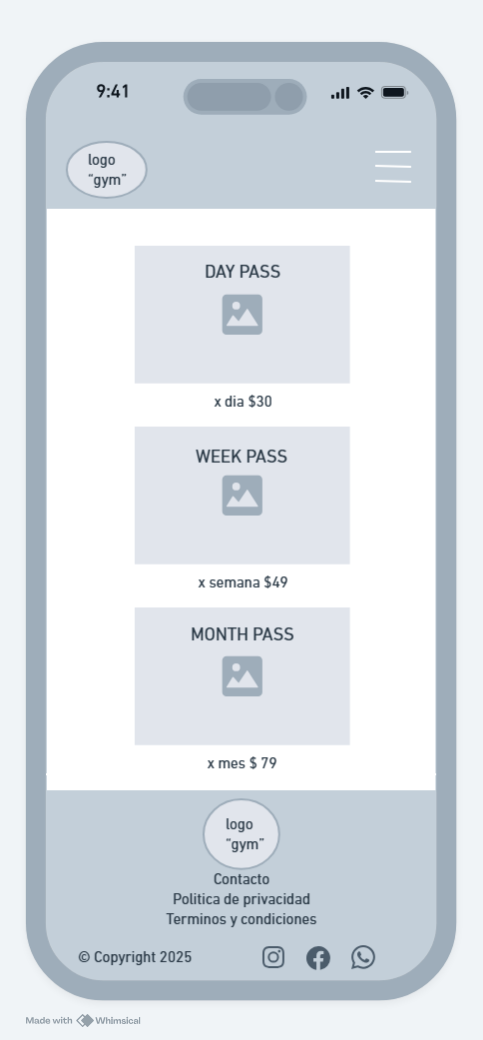 9:41
logo
"gym"
DAY PASS
x dia $30
WEEK PASS
x semana $49
MONTH PASS
x mes $ 79
logo
"gym"
Contacto
Politica de privacidad
Terminos y condiciones
© Copyright 2025
Made with Whimsical